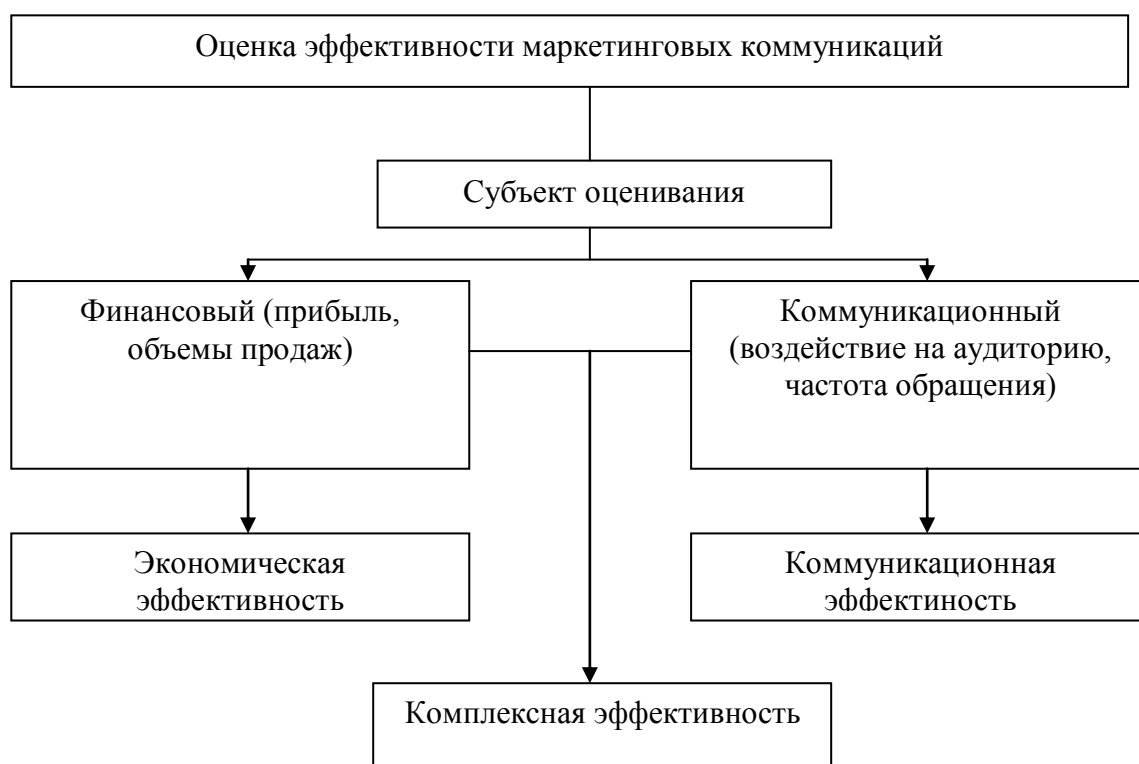 Оценка эффективности маркетинговых коммуникаций
Субъект оценивания
Финансовый (прибыль,
объемы продаж)
Коммуникационный
(воздействие на аудиторию,
частота обращения)
Экономическая
эффективность
Коммуникационная
эффектиность
Комплексная эффективность